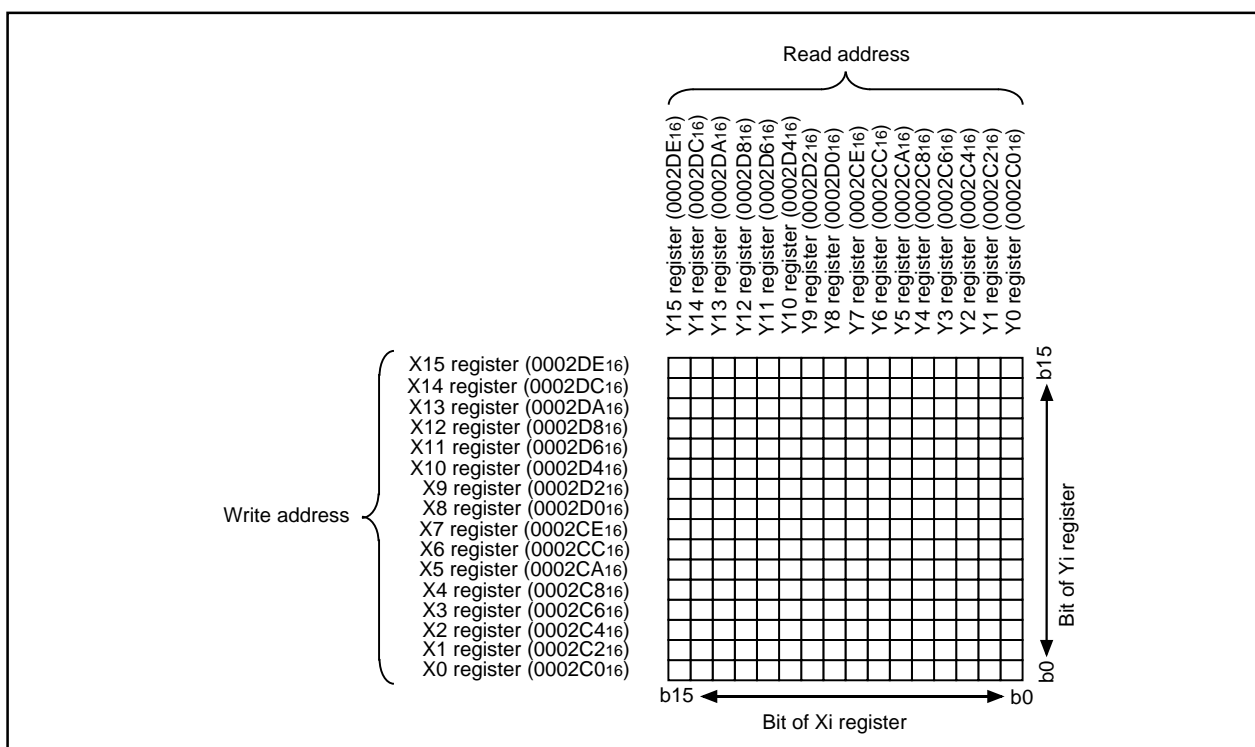 Read address
Y15 register (0002DE16)
Y14 register (0002DC16)
Y13 register (0002DA16)
Y12 register (0002D816)
Y11 register (0002D616)
Y10 register (0002D416)
Y9 register (0002D216)
Y8 register (0002D016)
Y7 register (0002CE16)
Y6 register (0002CC16)
Y5 register (0002CA16)
Y4 register (0002C816)
Y3 register (0002C616)
Y2 register (0002C416)
Y1 register (0002C216)
Y0 register (0002C016)
Write address
X15 register (0002DE16)
X14 register (0002DC16)
X13 register (0002DA16)
X12 register (0002D816)
X11 register (0002D616)
X10 register (0002D416)
X9 register (0002D216)
X8 register (0002D016)
X7 register (0002CE16)
X6 register (0002CC16)
X5 register (0002CA16)
X4 register (0002C816)
X3 register (0002C616)
X2 register (0002C416)
X1 register (0002C216)
X0 register (0002C016)
b15
Bit of Yi register
b0
b15
b0
Bit of Xi register